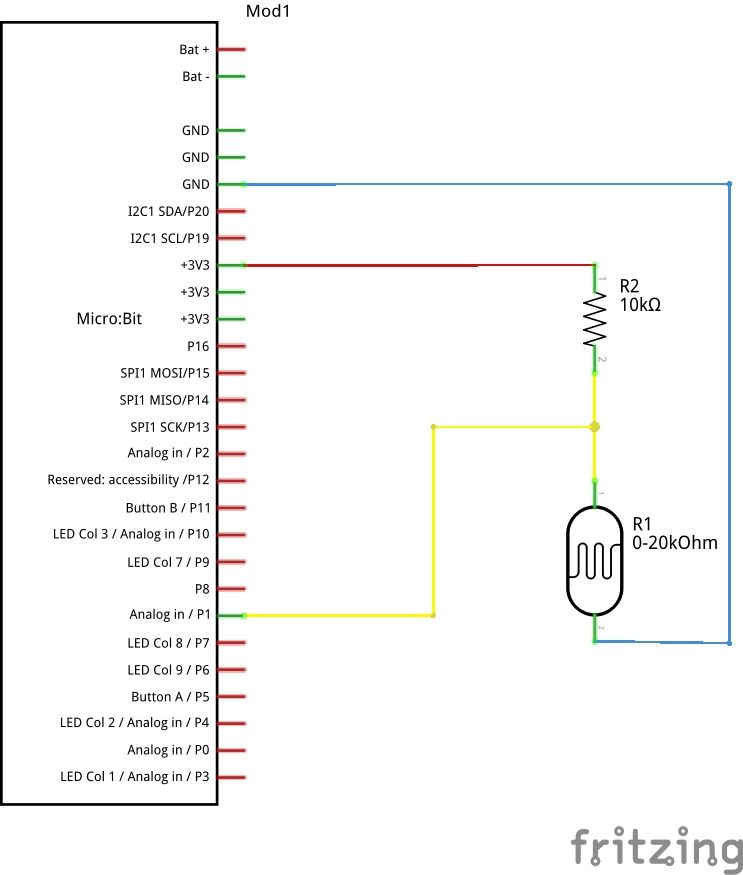 Mod1
Bat +
Bat -
GND
GND
GND
I2C1 SDA/P20
I2C1 SCL/P19
+3V3
+3V3
Micro:Bit
+3V3
P16
SPI1 MOSI/P15
SPI1 MISO/P14
SPI1 SCK/P13
Analog in / P2
Reserved: accessibility /P12
Button B / P11
LED Col 3 / Analog in / P10
LED Col 7 / P9
P8
Analog in / P1
LED Col 8 / P7
LED Col 9 / P6
Button A / P5
LED Col 2 / Analog in / P4
Analog in / P0
LED Col 1 / Analog in / P3
1
R2
10kΩ
2
1
R1
0-20kOhm
2
fritzing